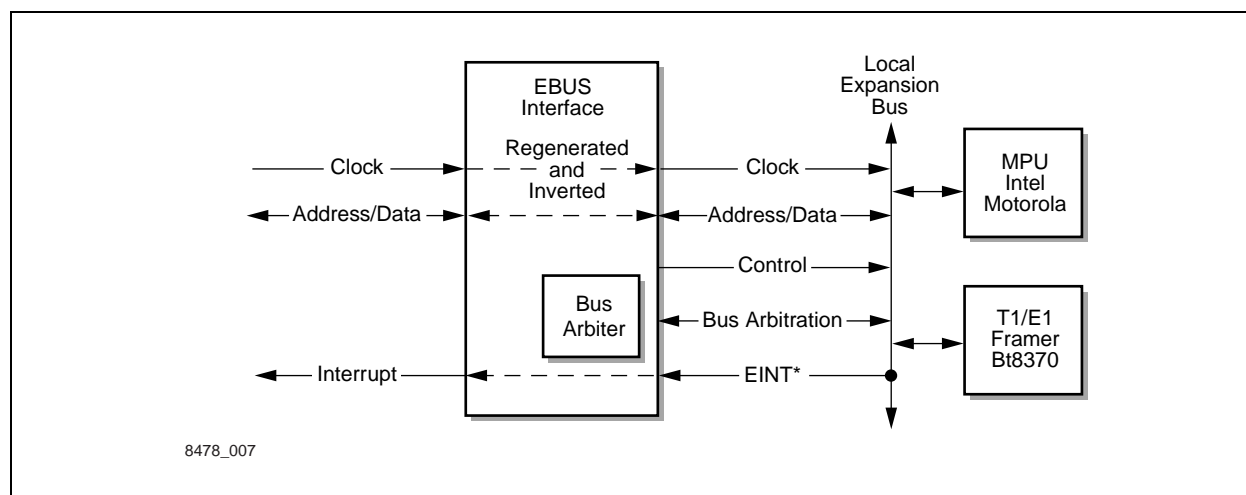 EBUS
Interface
Local
Expansion
Bus
Clock
Regenerated
and
Inverted
Clock
MPU
Intel
Motorola
Address/Data
Address/Data
Control
Bus
Arbiter
Bus Arbitration
T1/E1
Framer
Bt8370
Interrupt
EINT*
8478_007